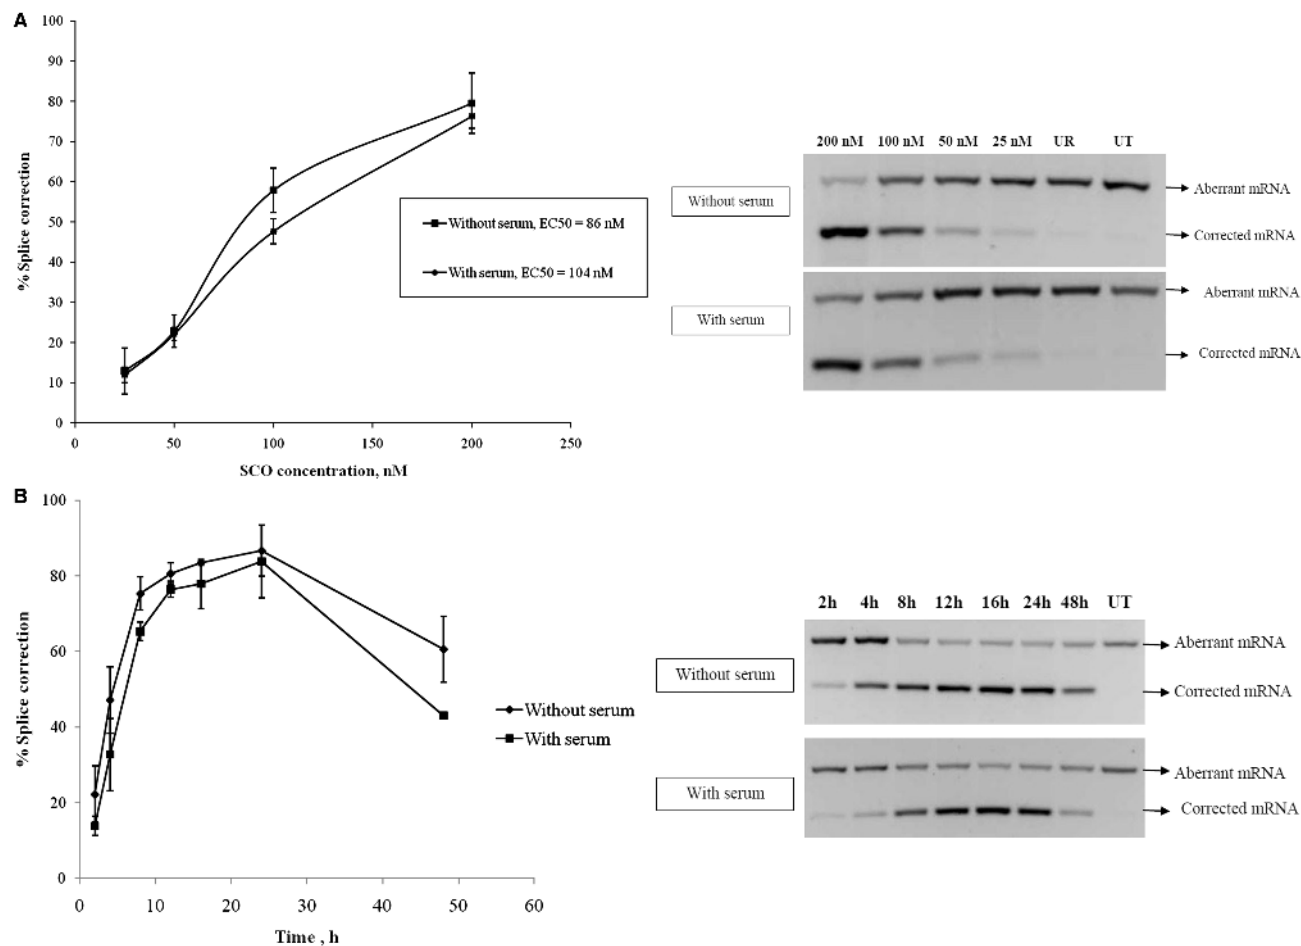 A
100
90
80
70
60
50
40
30
20
10
0
% Splice correction
0 50 100 150 200 250
SCO concentration, nM
Without serum, EC50 = 86 nM
With serum, EC50 = 104 nM
200 nM 100 nM 50 nM 25 nM UR UT
Without serum
Aberrant mRNA
Corrected mRNA
With serum
Aberrant mRNA
Corrected mRNA
B
100
80
60
40
20
0
% Splice correction
0 10 20 30 40 50 60
Time , h
Without serum
With serum
2h 4h 8h 12h 16h 24h 48h UT
Without serum
Aberrant mRNA
Corrected mRNA
With serum
Aberrant mRNA
Corrected mRNA